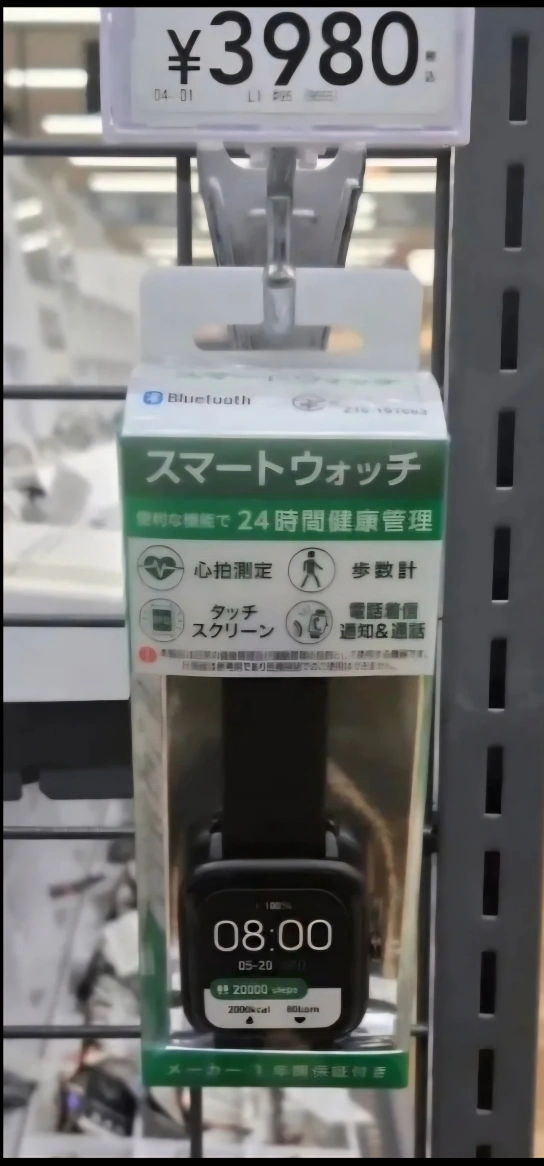 ¥3980
04-01
Bluetooth
スマートウォッチ
便利な機能で 24時間健康管理
心拍測定
歩数計
タッチ
スクリーン
電話着信
通知&通話
100%
08:00
05-20
20000 steps
2000kcal
メーカー1年間保証付き